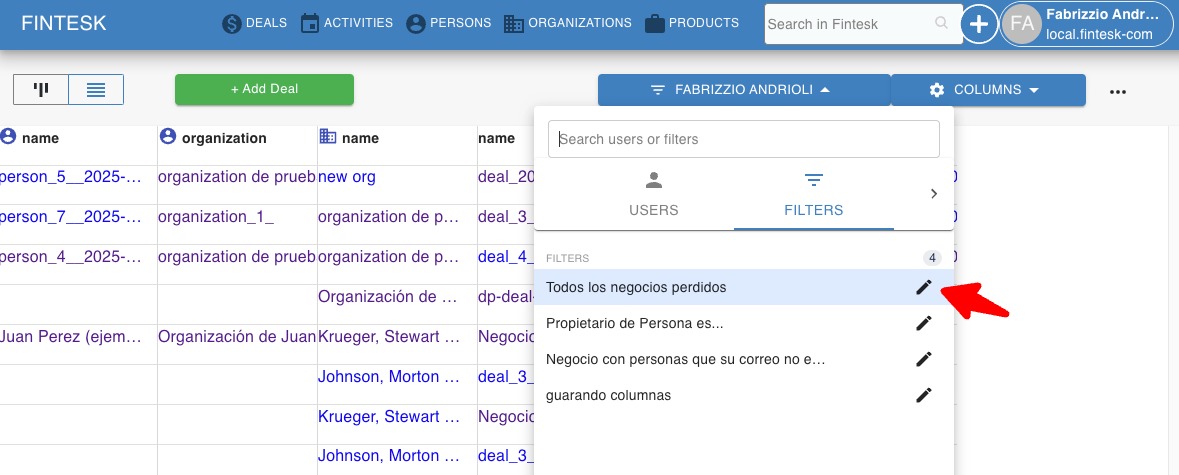 FINTESK
DEALS ACTIVITIES PERSONS ORGANIZATIONS PRODUCTS
Search in Fintesk
FA
Fabrizzio Andr...
local.fintesk-com
+ Add Deal
FABRIZZIO ANDRIOLI
COLUMNS
name organization name name
person_5__2025-... organization de prueb new org deal_20
person_7__2025-... organization_1_ organization de p... deal_3_
person_4__2025-... organization de prueb organization de p... deal_4_
Organización de ... dp-deal-
Juan Perez (ejem... Organización de Juan Krueger, Stewart ... Negocio
Johnson, Morton ... deal_3_
Krueger, Stewart ... Negocio
Johnson, Morton ... deal_3_
Search users or filters
USERS FILTERS
FILTERS 4
Todos los negocios perdidos
Propietario de Persona es...
Negocio con personas que su correo no e...
guarando columnas